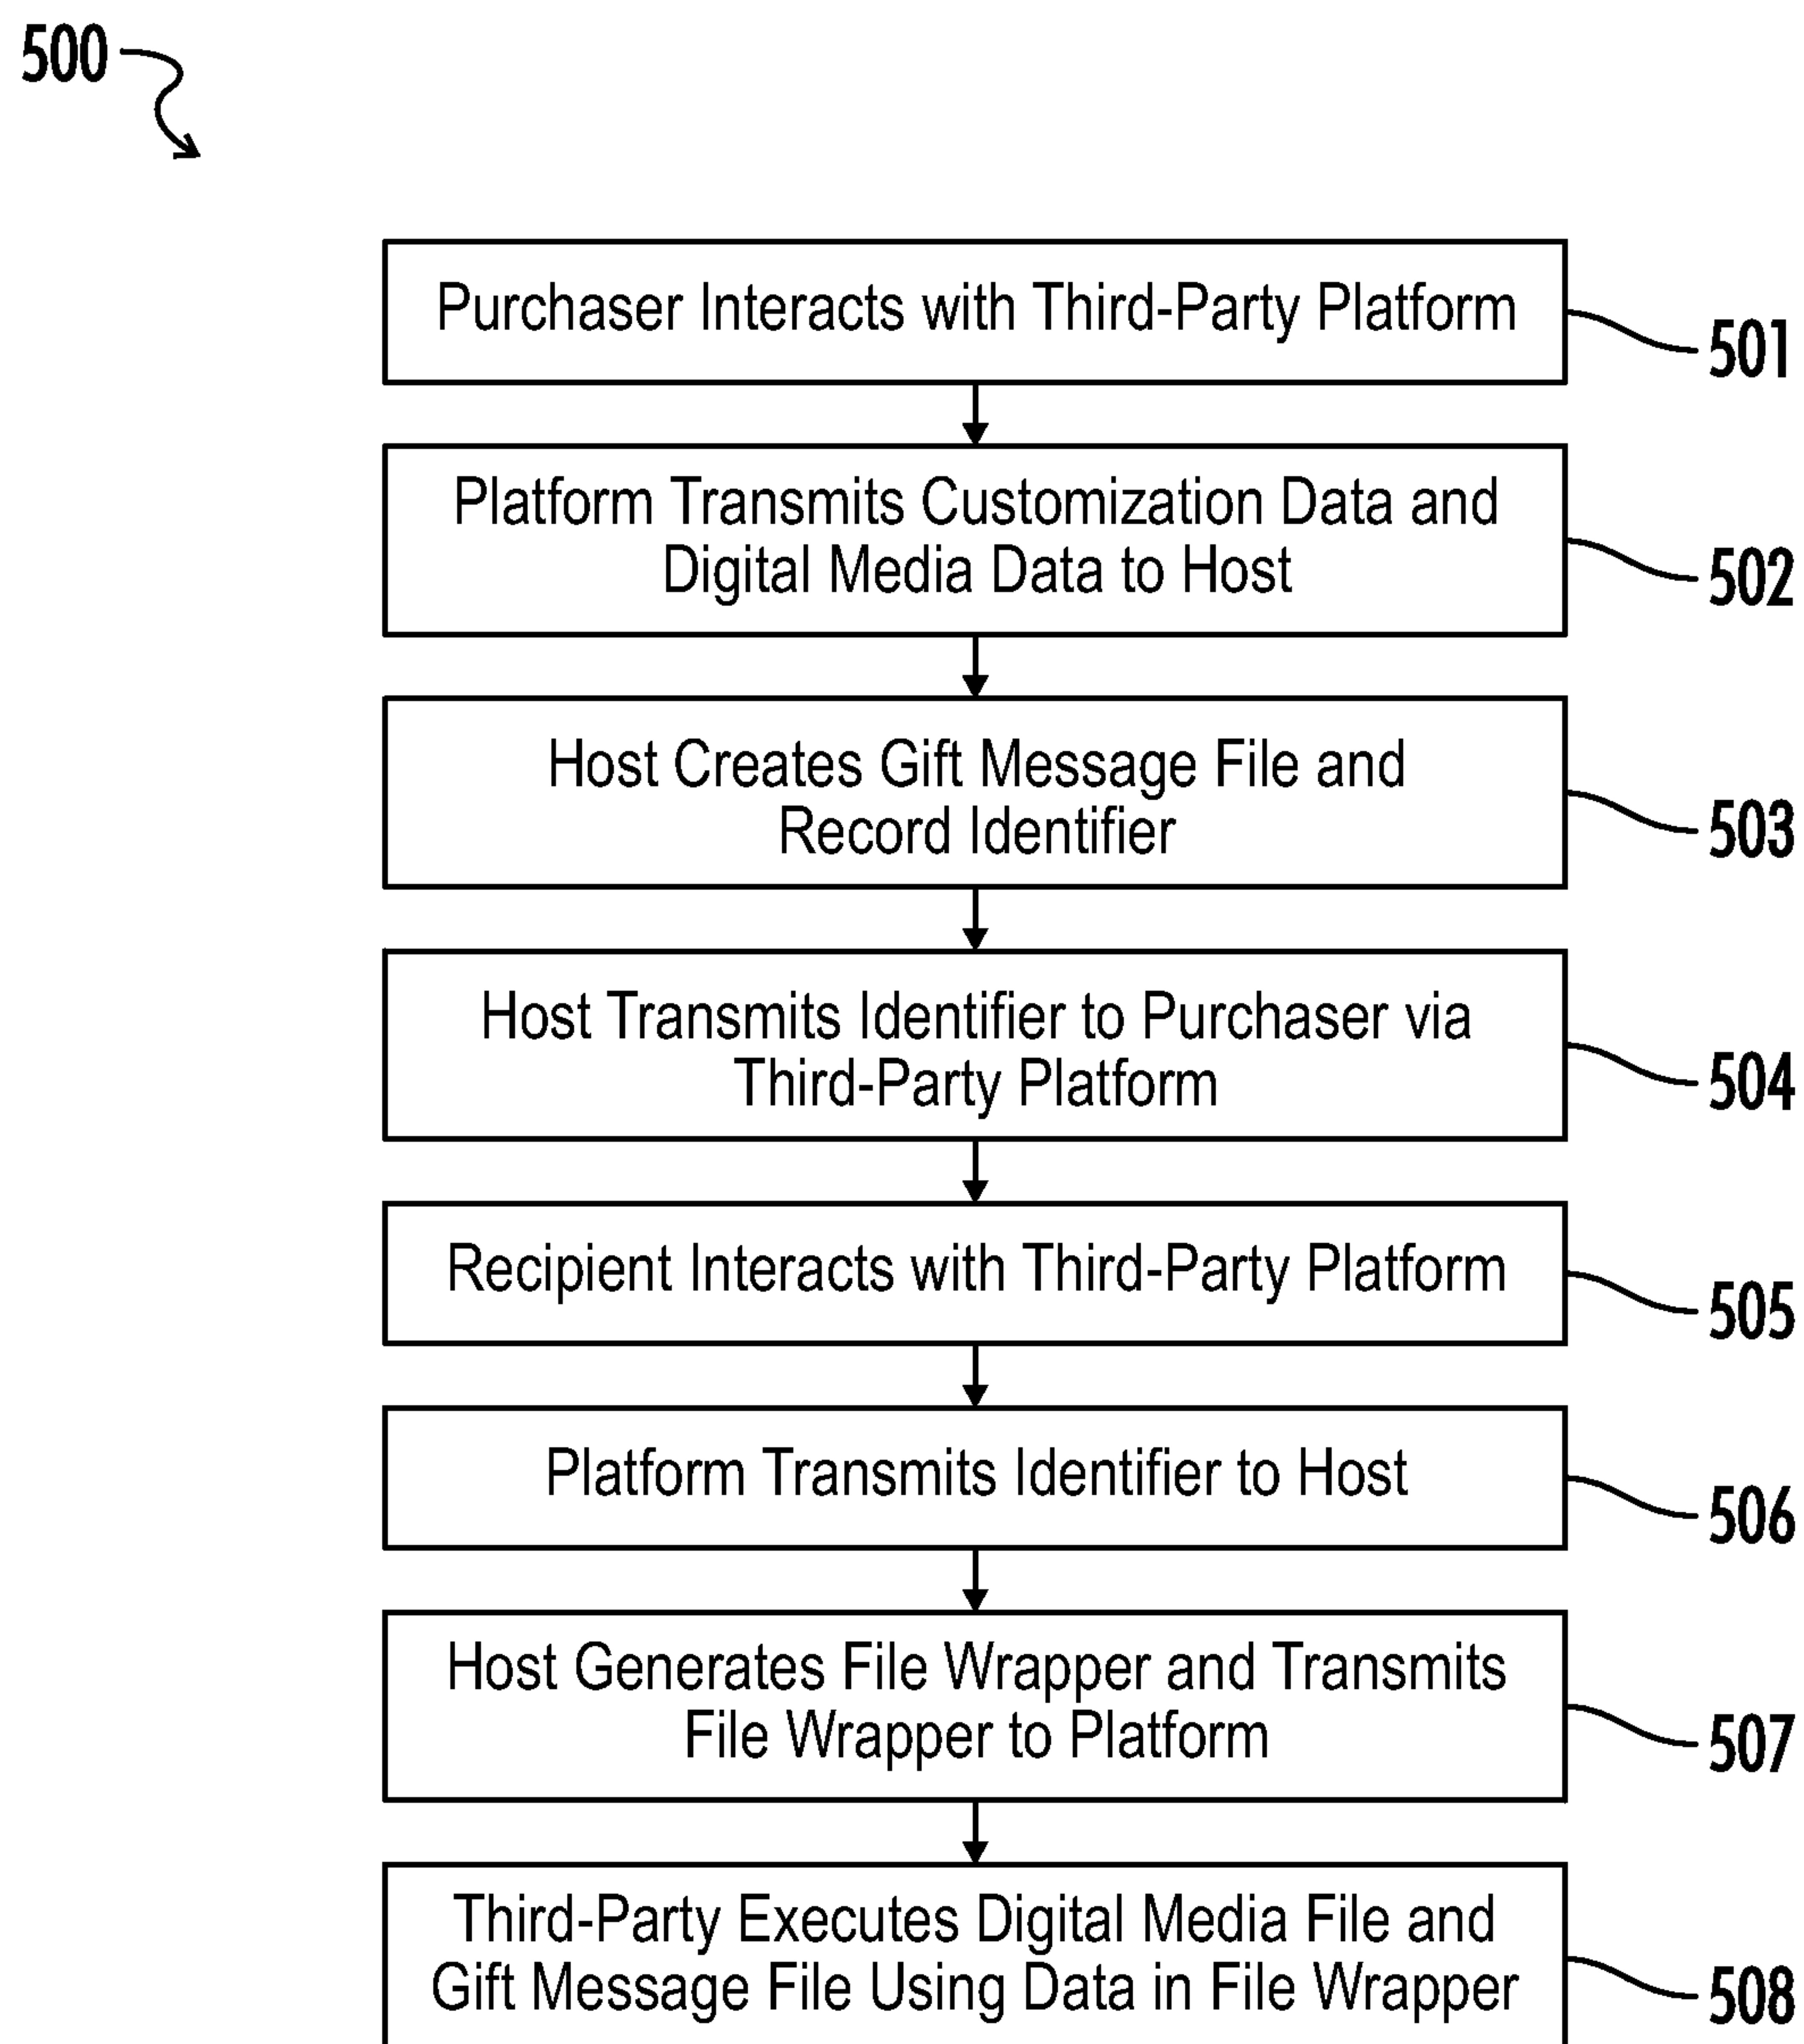 500
Purchaser Interacts with Third-Party Platform
501
Platform Transmits Customization Data and
Digital Media Data to Host
502
Host Creates Gift Message File and
Record Identifier
503
Host Transmits Identifier to Purchaser via
Third-Party Platform
504
Recipient Interacts with Third-Party Platform
505
Platform Transmits Identifier to Host
506
Host Generates File Wrapper and Transmits
File Wrapper to Platform
507
Third-Party Executes Digital Media File and
Gift Message File Using Data in File Wrapper
508